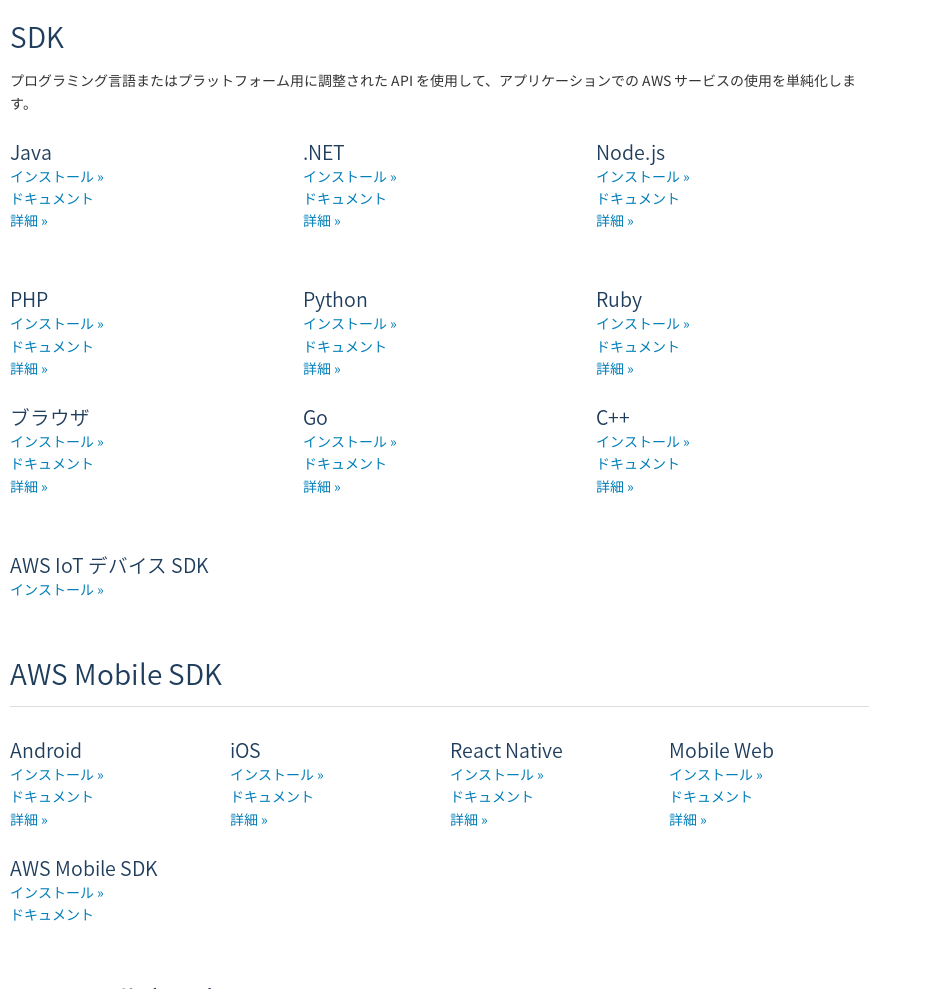 SDK
プログラミング言語またはプラットフォーム用に調整された API を使用して、アプリケーションでの AWS サービスの使用を単純化しま
す。
Java
インストール »
ドキュメント
詳細 »
.NET
インストール »
ドキュメント
詳細 »
Node.js
インストール »
ドキュメント
詳細 »
PHP
インストール »
ドキュメント
詳細 »
Python
インストール »
ドキュメント
詳細 »
Ruby
インストール »
ドキュメント
詳細 »
ブラウザ
インストール »
ドキュメント
詳細 »
Go
インストール »
ドキュメント
詳細 »
C++
インストール »
ドキュメント
詳細 »
AWS IoT デバイス SDK
インストール »
AWS Mobile SDK
Android
インストール »
ドキュメント
詳細 »
iOS
インストール »
ドキュメント
詳細 »
React Native
インストール »
ドキュメント
詳細 »
Mobile Web
インストール »
ドキュメント
詳細 »
AWS Mobile SDK
インストール »
ドキュメント